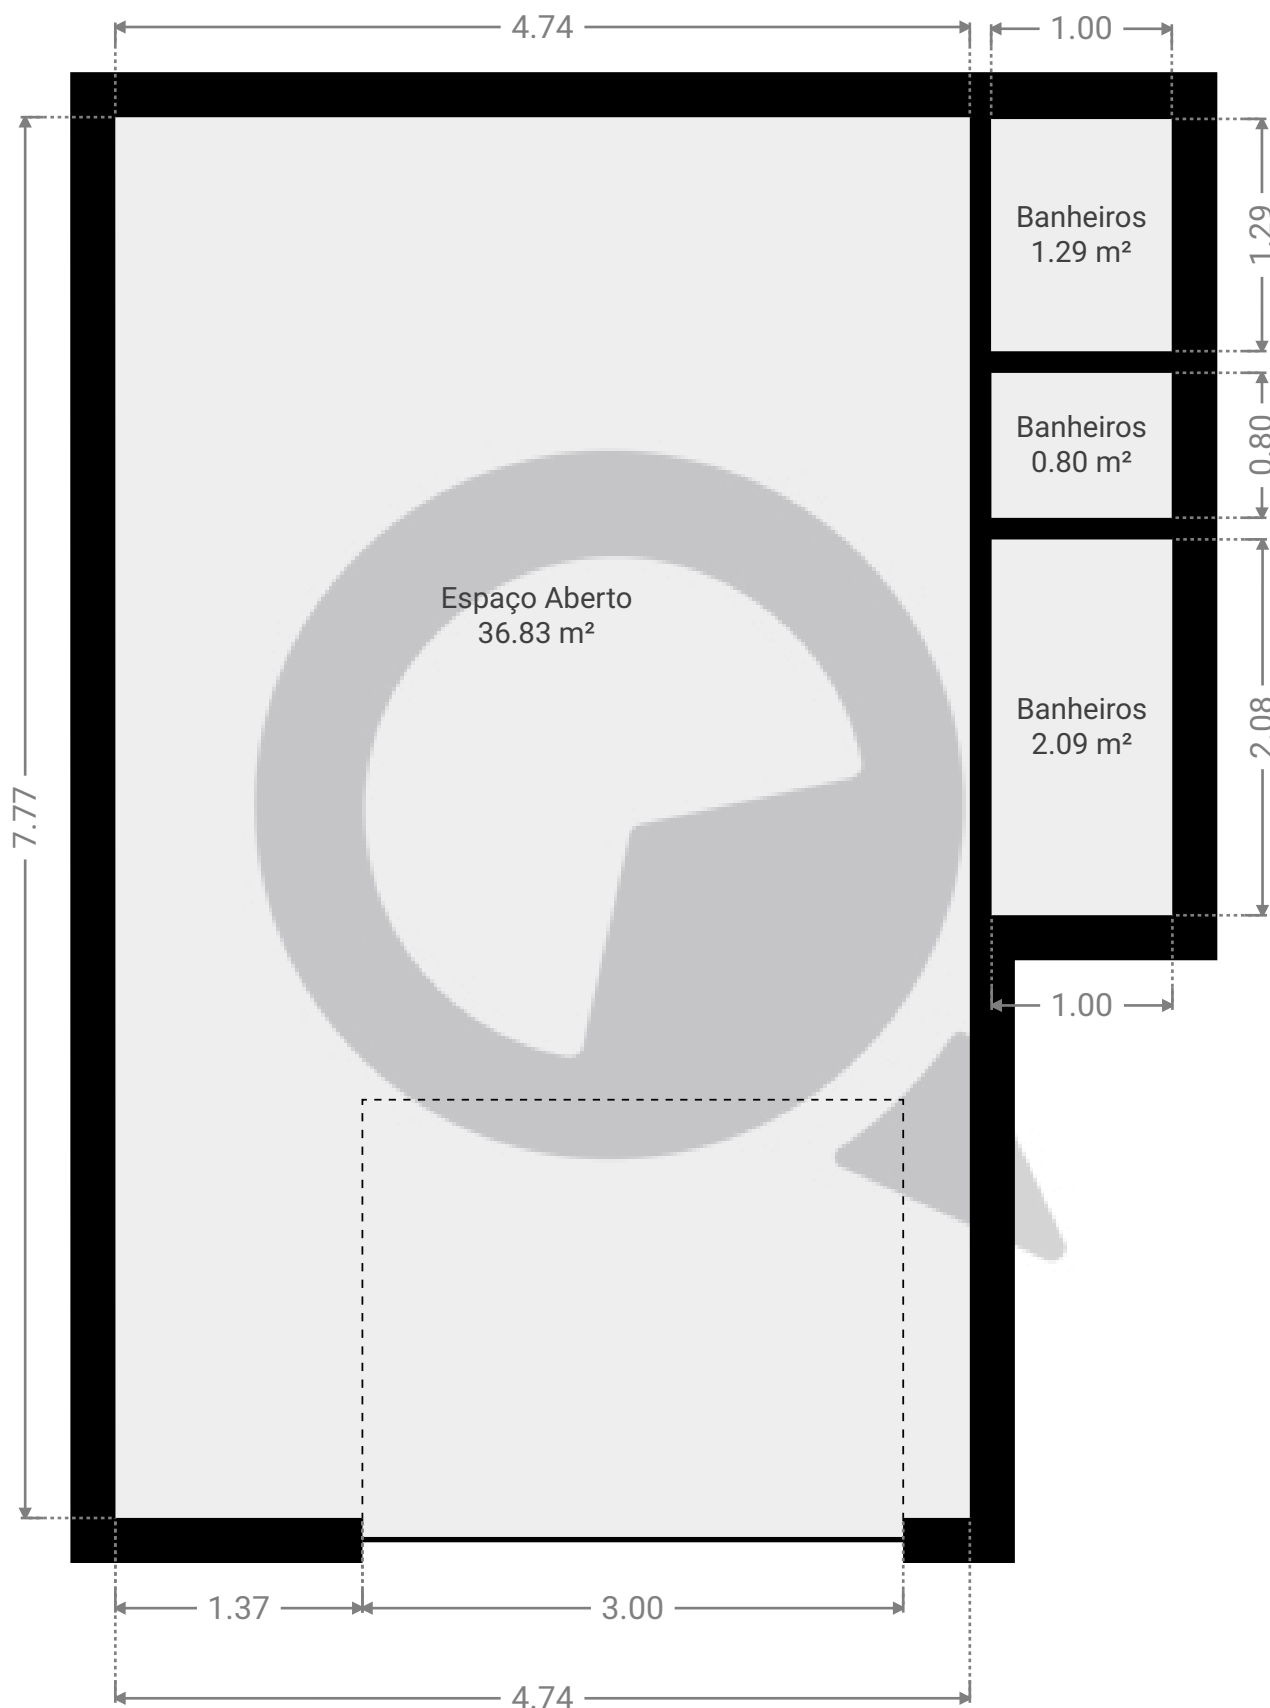 4.74
1.00
Banheiros
1.29 m²
1.29
Banheiros
0.80 m²
0.80
Espaço Aberto
36.83 m²
Banheiros
2.09 m²
2.08
7.77
1.00
1.37
3.00
4.74